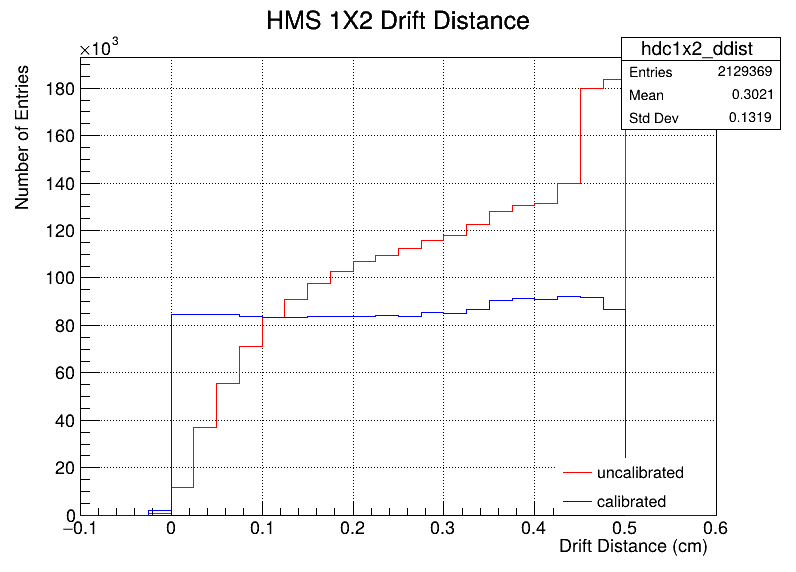 HMS 1X2 Drift Distance
×10³
hdc1x2_ddist
Entries 2129369
Mean 0.3021
Std Dev 0.1319
Number of Entries
180
160
140
120
100
80
60
40
20
0
uncalibrated
calibrated
−0.1 0 0.1 0.2 0.3 0.4 0.5 0.6
Drift Distance (cm)